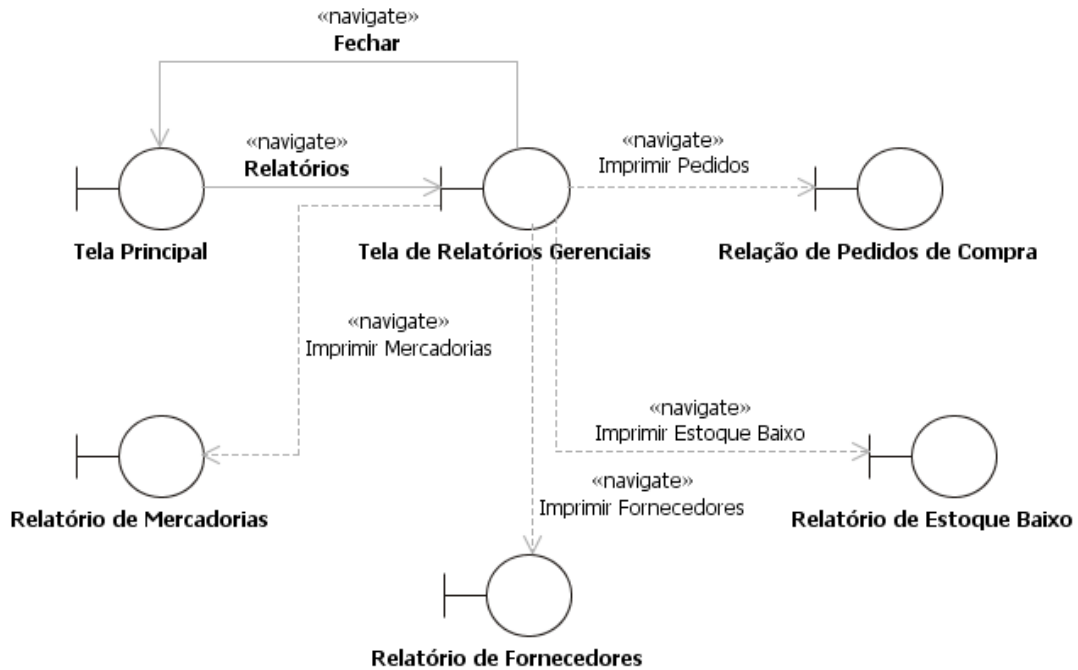 «navigate»
Fechar
«navigate»
Relatórios
«navigate»
Imprimir Pedidos
Tela Principal
Tela de Relatórios Gerenciais
Relação de Pedidos de Compra
«navigate»
Imprimir Mercadorias
«navigate»
Imprimir Estoque Baixo
«navigate»
Imprimir Fornecedores
Relatório de Mercadorias
Relatório de Estoque Baixo
Relatório de Fornecedores